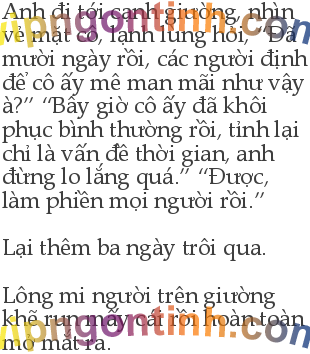 Anh đi tới cạnh giường, nhìn
vẻ mặt cô, lạnh lùng hỏi, “Đã
mười ngày rồi, các người định
để cô ấy mê man mãi như vậy
à?” “Bây giờ cô ấy đã khôi
phục bình thường rồi, tỉnh lại
chỉ là vấn đề thời gian, anh
đừng lo lắng quá.” “Được,
làm phiền mọi người rồi.”
Lại thêm ba ngày trôi qua.
Lông mi người trên giường
khẽ run mấy cái rồi hoàn toàn
mở mắt ra.